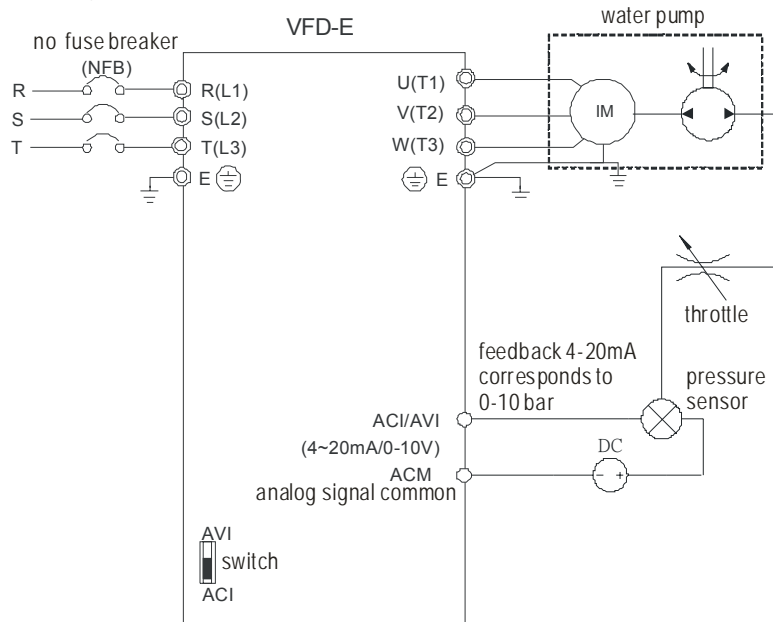 water pump
no fuse breaker
(NFB)
VFD-E
R
R(L1)
U(T1)
S
S(L2)
V(T2)
IM
T
T(L3)
W(T3)
E
E
throttle
feedback 4-20mA
corresponds to
0-10 bar
pressure
sensor
ACI/AVI
(4~20mA/0-10V)
DC
- +
ACM
analog signal common
AVI
switch
ACI